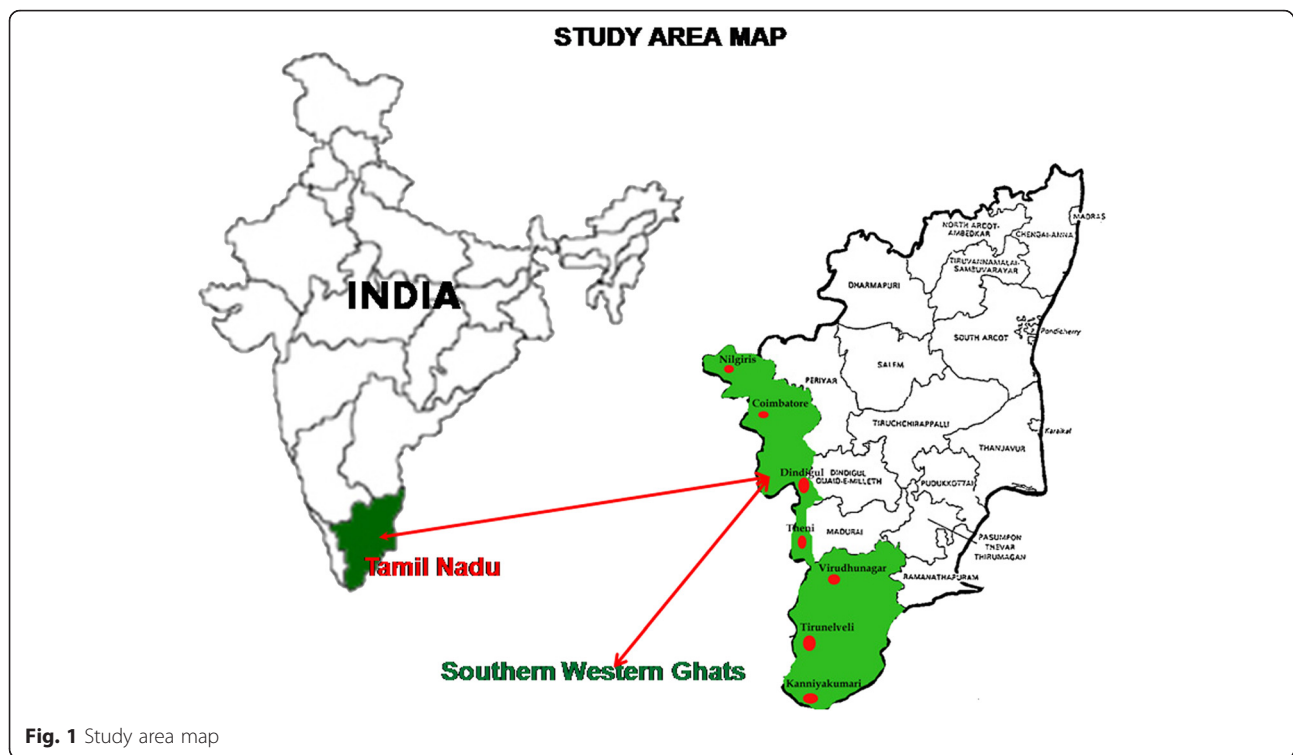 STUDY AREA MAP
INDIA
Tamil Nadu
Southern Western Ghats
MADRAS
NORTH ARCOT-
AMBEDKAR
CHENGAI-ANNA
TIRUVANNAMALAI-
SAMBUVARAYAR
DHARMAPURI
SOUTH ARCOT
Pondicherry
Nilgiris
PERIYAR
SALEM
Coimbatore
TIRUCHCHIRAPPALLI
Karaikal
THANJAVUR
Dindigul
DINDIGUL
QUAID-E-MILLETH
PUDUKKOTTAI
Theni
MADURAI
PASUMPON
THEVAR
THIRUMAGAN
Virudhunagar
RAMANATHAPURAM
Tirunelveli
Kanniyakumari
Fig. 1 Study area map